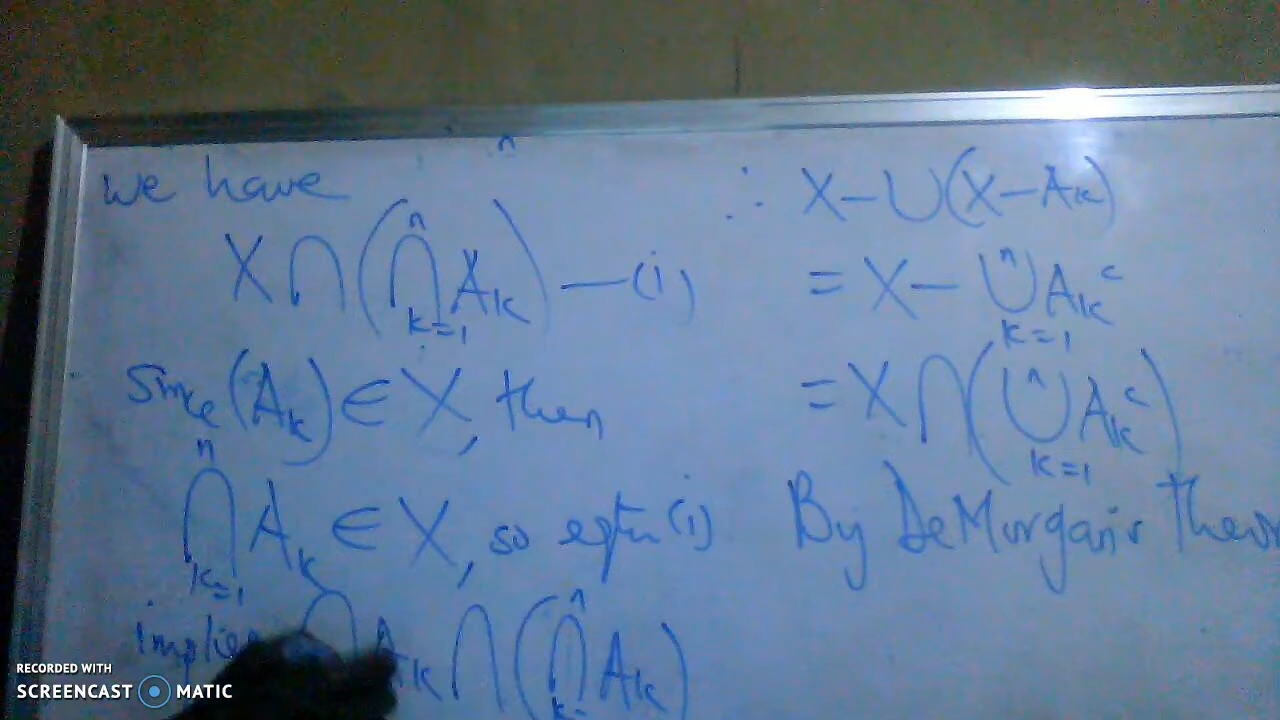 we have
X ∩ (⋂ₖ₌₁ⁿ Aₖ) — (i)
Since (Aₖ) ∈ X, then
⋂ₖ₌₁ⁿ Aₖ ∈ X, so eqtn (i)
implies ⋂ Aₖ ∩ (⋂ₖ₌ⁿ Aₖ)
∴ X − ∪(X − Aₖ)
= X − ⋃ₖ₌₁ⁿ Aₖᶜ
= X ∩ (⋃ₖ₌₁ⁿ Aₖᶜ)
By DeMorgan's
RECORDED WITH
SCREENCAST MATIC